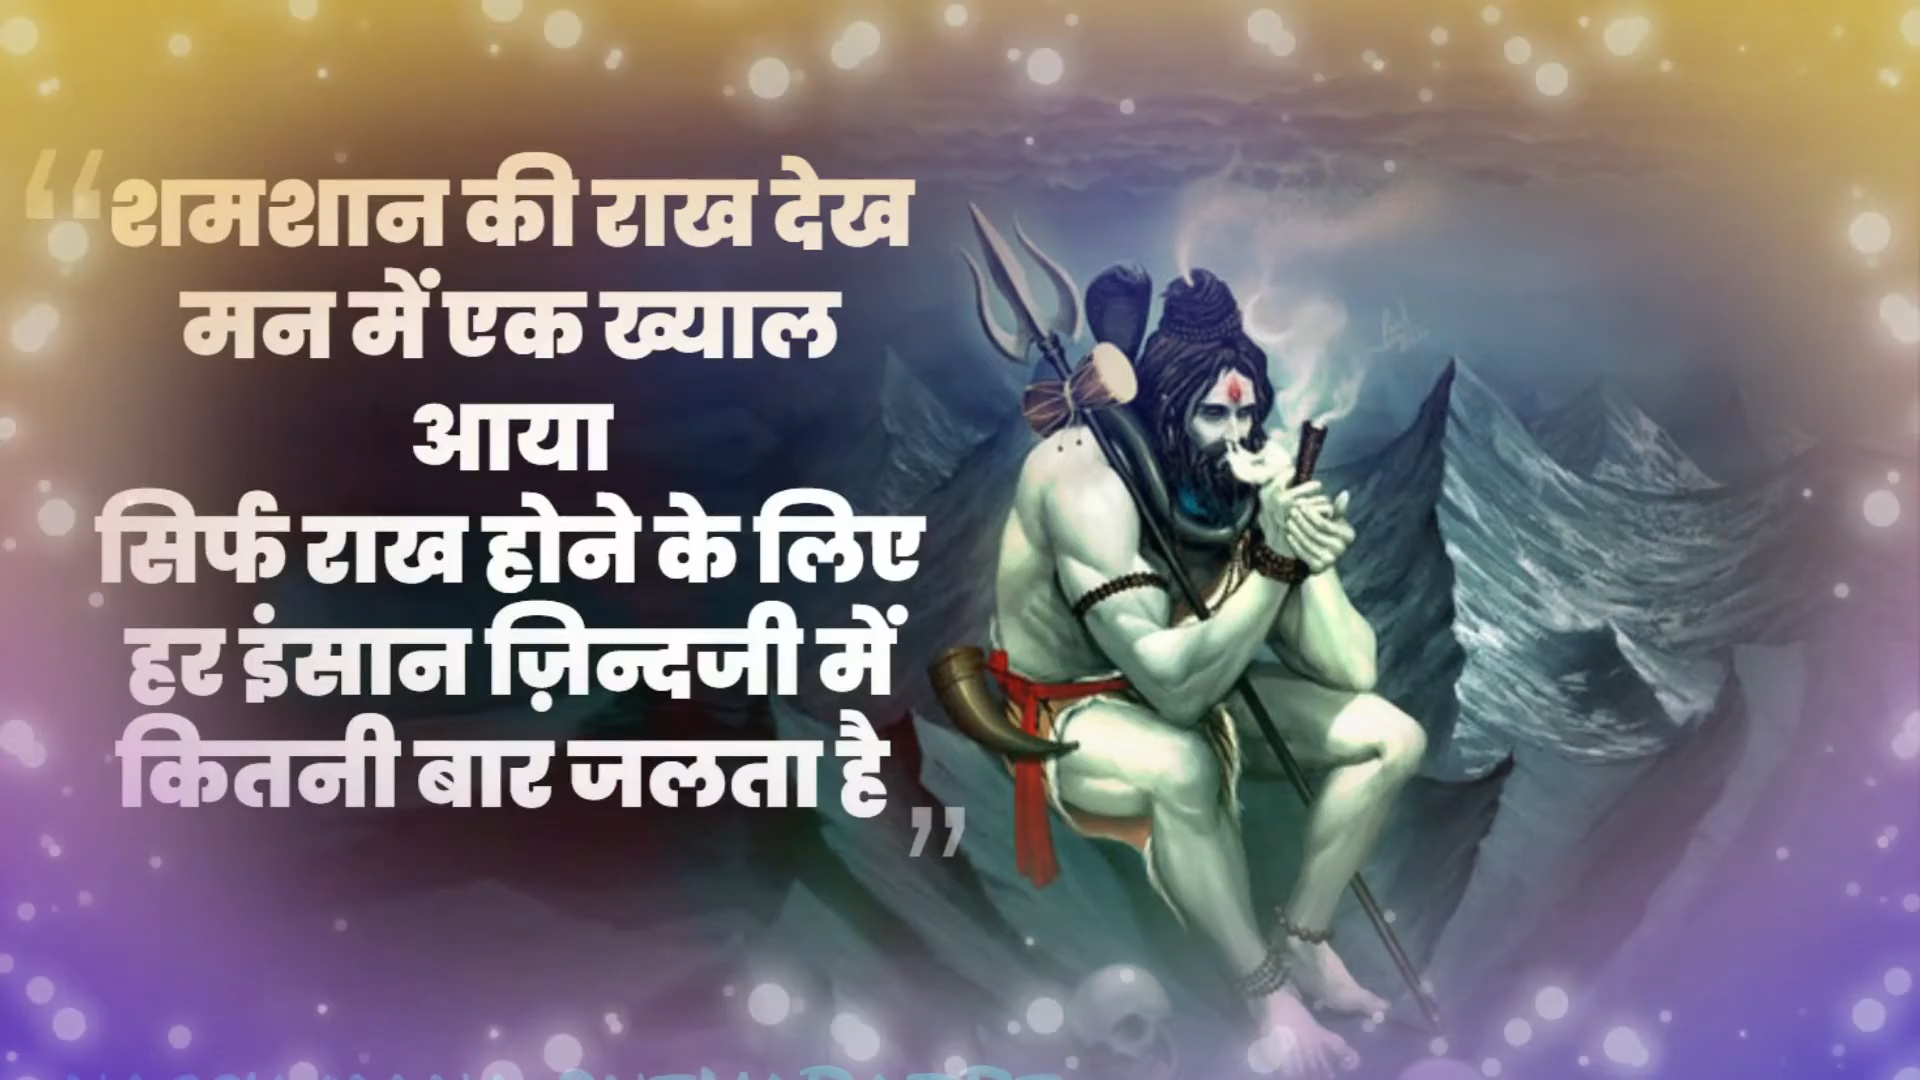 “शमशान की राख देख
मन में एक ख्याल
आया
सिर्फ राख होने के लिए
हर इंसान ज़िन्दजी में
कितनी बार जलता है”